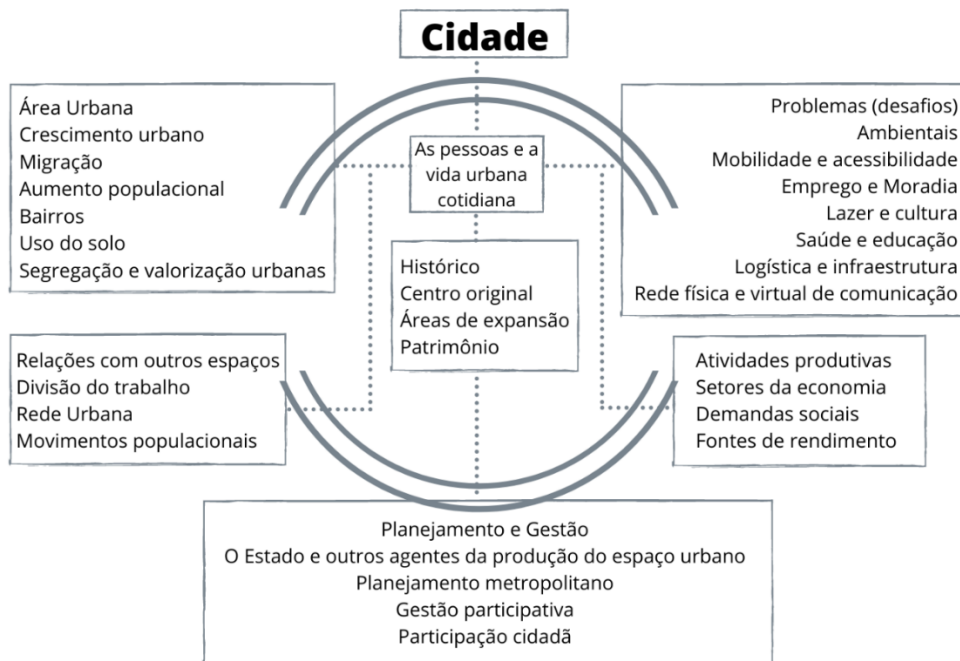 Cidade
Área Urbana
Crescimento urbano
Migração
Aumento populacional
Bairros
Uso do solo
Segregação e valorização urbanas
As pessoas e a
vida urbana
cotidiana
Problemas (desafios)
Ambientais
Mobilidade e acessibilidade
Emprego e Moradia
Lazer e cultura
Saúde e educação
Logística e infraestrutura
Rede física e virtual de comunicação
Histórico
Centro original
Áreas de expansão
Patrimônio
Relações com outros espaços
Divisão do trabalho
Rede Urbana
Movimentos populacionais
Atividades produtivas
Setores da economia
Demandas sociais
Fontes de rendimento
Planejamento e Gestão
O Estado e outros agentes da produção do espaço urbano
Planejamento metropolitano
Gestão participativa
Participação cidadã